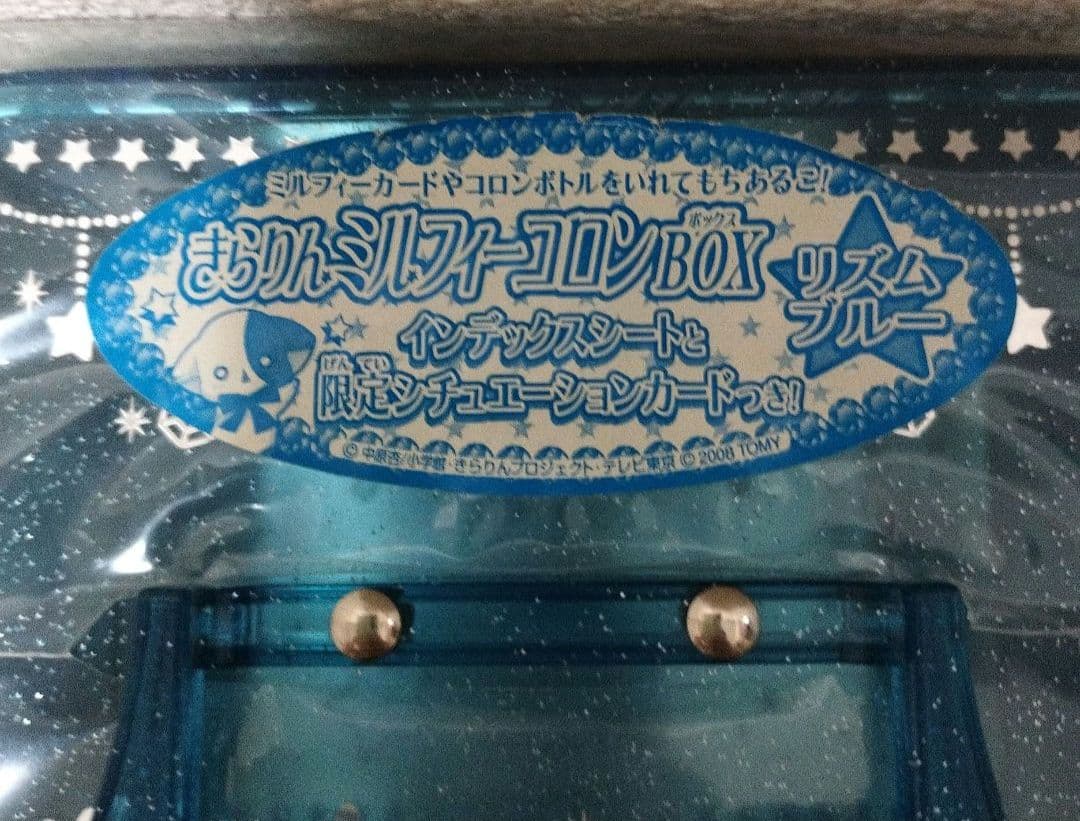 ミルフィーカードやコロンボトルをいれてもちあるこ!
きらりんミルフィーコロンBOX
ボックス
リズム
ブルー
インデックスシートと
限定シチュエーションカードつき!
げんてい
© 中原杏/小学館・きらりんプロジェクト・テレビ東京 © 2008 TOMY